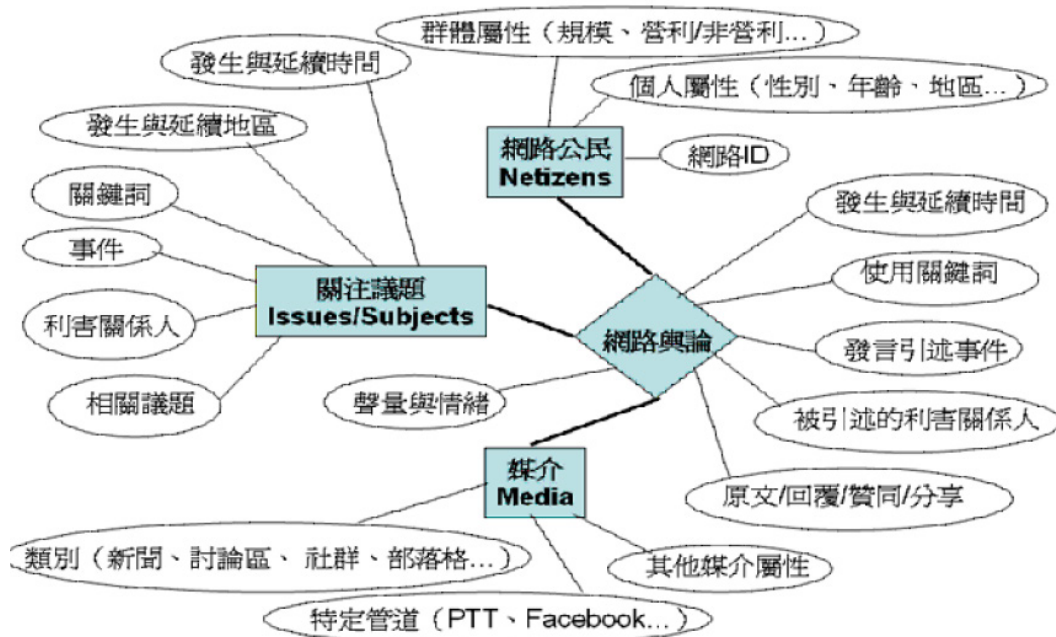 群體屬性（規模、營利/非營利...）
發生與延續時間
個人屬性（性別、年齡、地區...）
發生與延續地區
網路公民
Netizens
網路ID
關鍵詞
發生與延續時間
事件
使用關鍵詞
關注議題
Issues/Subjects
利害關係人
網路輿論
發言引述事件
相關議題
聲量與情緒
被引述的利害關係人
媒介
Media
原文/回覆/贊同/分享
類別（新聞、討論區、社群、部落格...）
其他媒介屬性
特定管道（PTT、Facebook...）